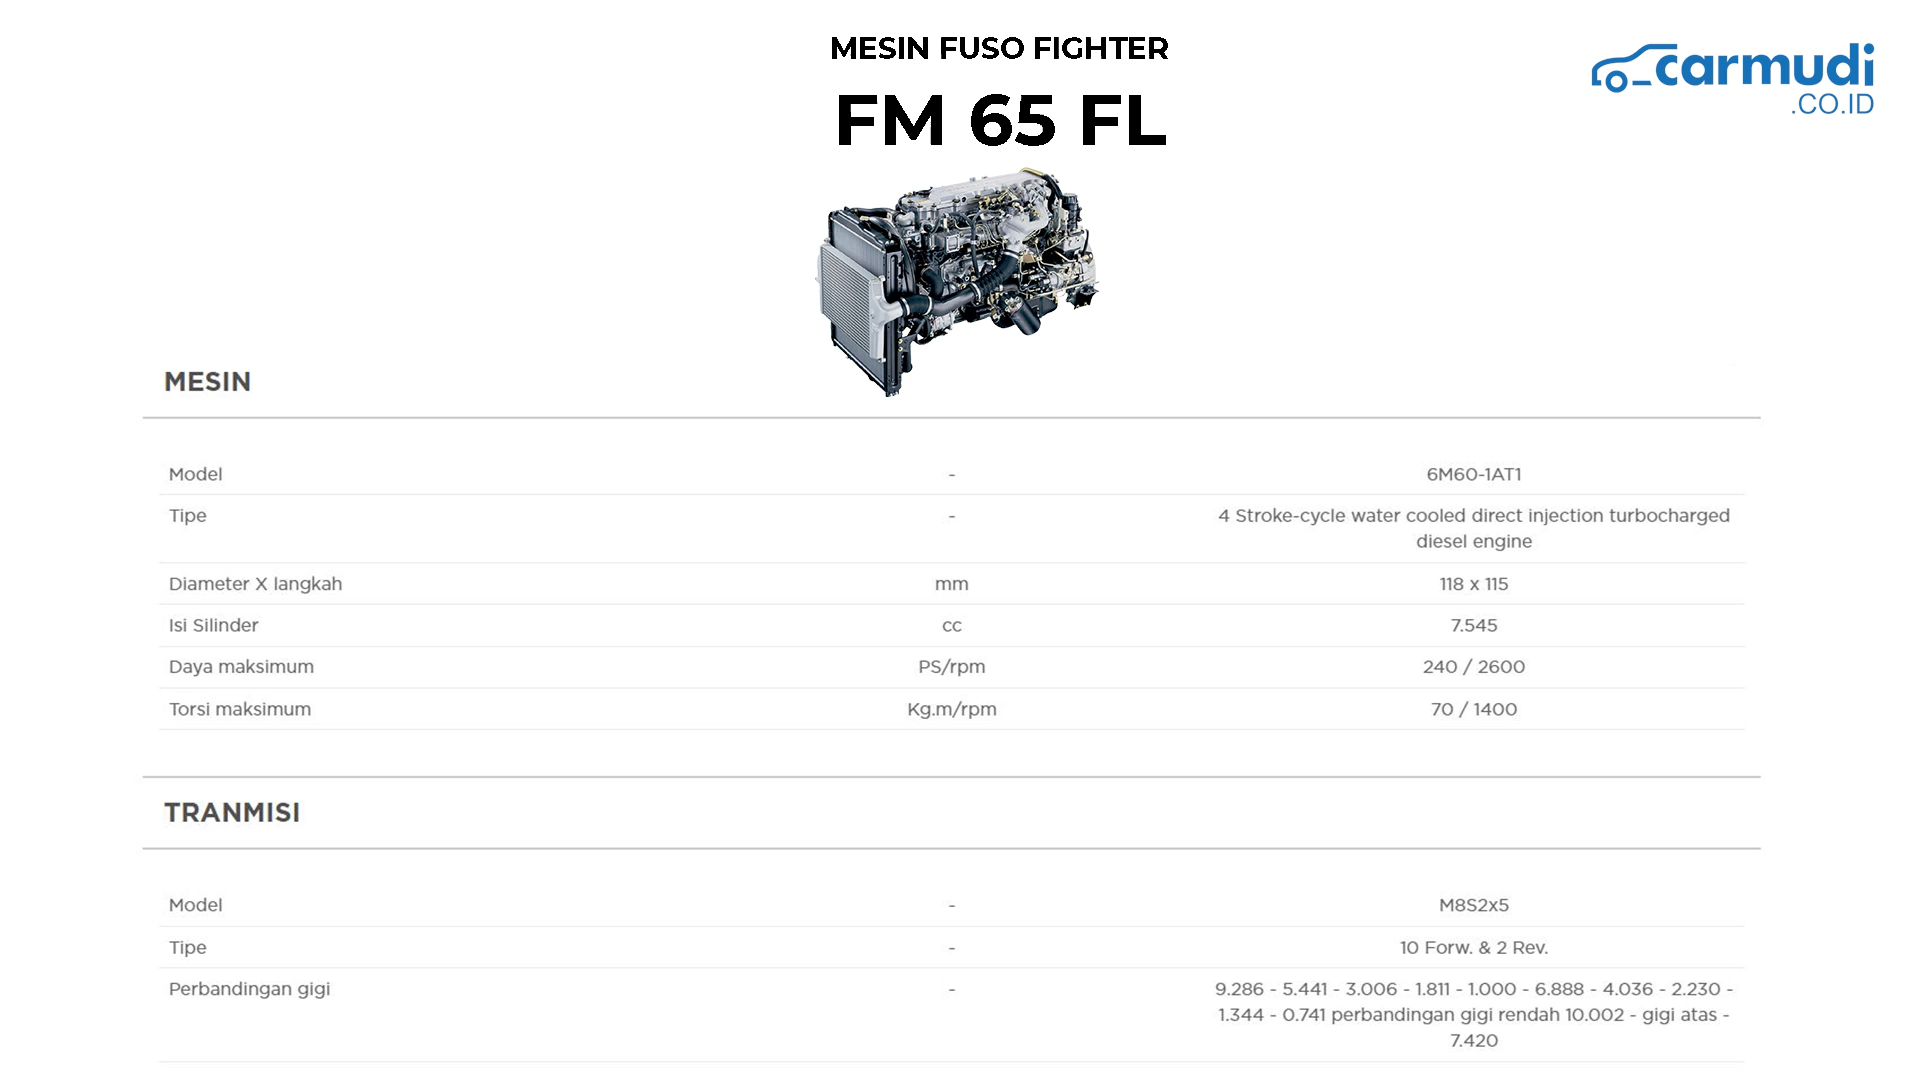 MESIN FUSO FIGHTER
FM 65 FL
carmudi
.CO.ID
MESIN
Model - 6M60-1AT1
Tipe - 4 Stroke-cycle water cooled direct injection turbocharged
diesel engine
Diameter X langkah mm 118 x 115
Isi Silinder cc 7.545
Daya maksimum PS/rpm 240 / 2600
Torsi maksimum Kg.m/rpm 70 / 1400
TRANMISI
Model - M8S2x5
Tipe - 10 Forw. & 2 Rev.
Perbandingan gigi - 9.286 - 5.441 - 3.006 - 1.811 - 1.000 - 6.888 - 4.036 - 2.230 -
1.344 - 0.741 perbandingan gigi rendah 10.002 - gigi atas -
7.420